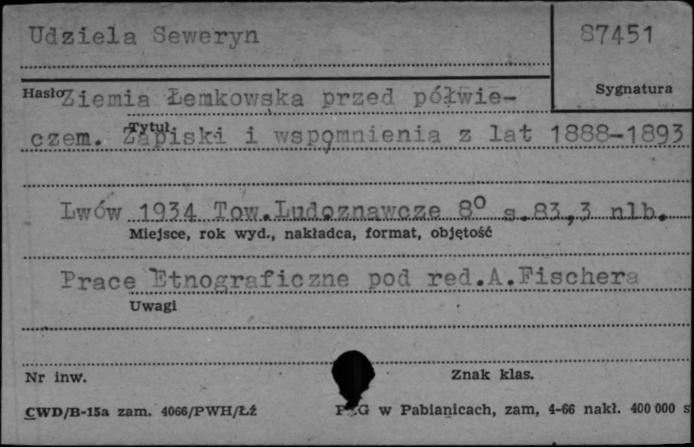 Udziela Seweryn
87451
Hasło
Sygnatura
Ziemia Łemkowska przed półwie-
Tytuł
czem. Zapiski i wspomnienia z lat 1888-1893
Lwów 1934 Tow.Ludoznawcze 8° s.83,3 nlb.
Miejsce, rok wyd., nakładca, format, objętość
Prace Etnograficzne pod red.A.Fischera
Uwagi
Nr inw.
Znak klas.
CWD/B-15a zam. 4066/PWH/Łź
w Pabianicach, zam, 4-66 nakł. 400 000 s